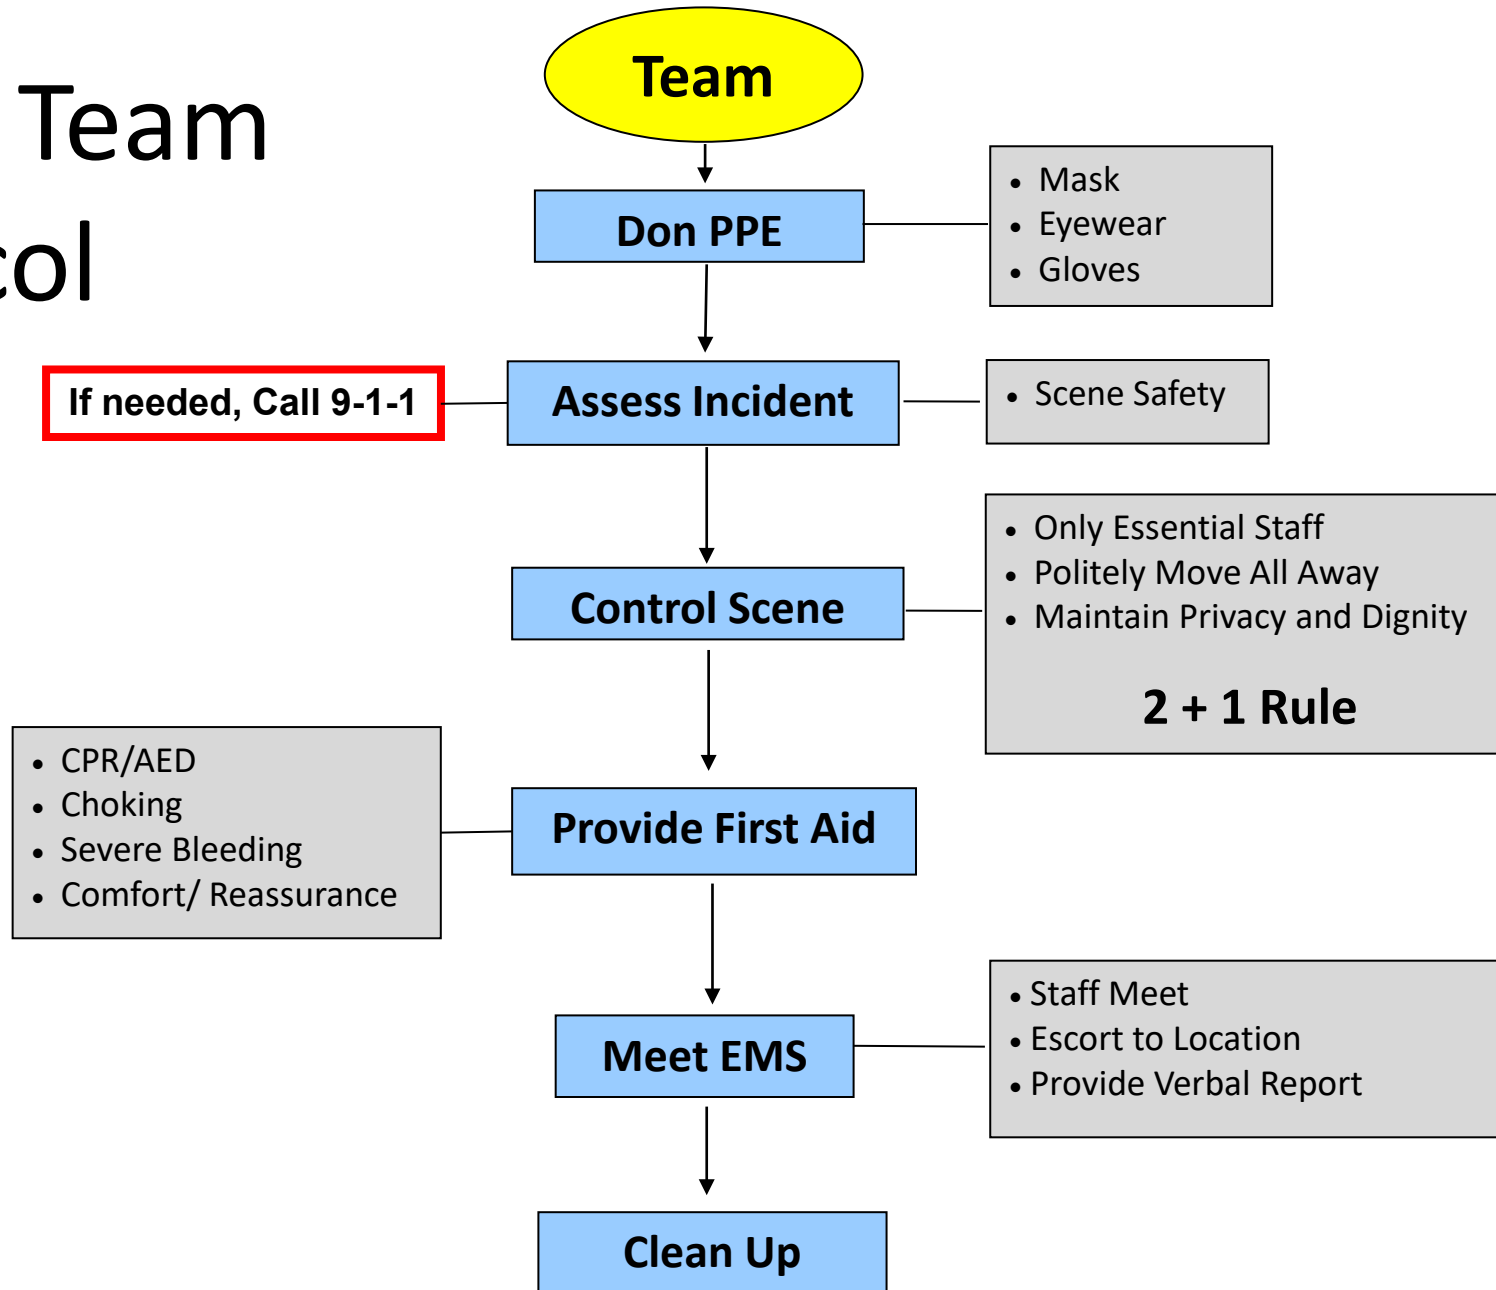 Team
col
Team
Don PPE
• Mask
• Eyewear
• Gloves
If needed, Call 9-1-1
Assess Incident
• Scene Safety
Control Scene
• Only Essential Staff
• Politely Move All Away
• Maintain Privacy and Dignity
2 + 1 Rule
• CPR/AED
• Choking
• Severe Bleeding
• Comfort/ Reassurance
Provide First Aid
Meet EMS
• Staff Meet
• Escort to Location
• Provide Verbal Report
Clean Up